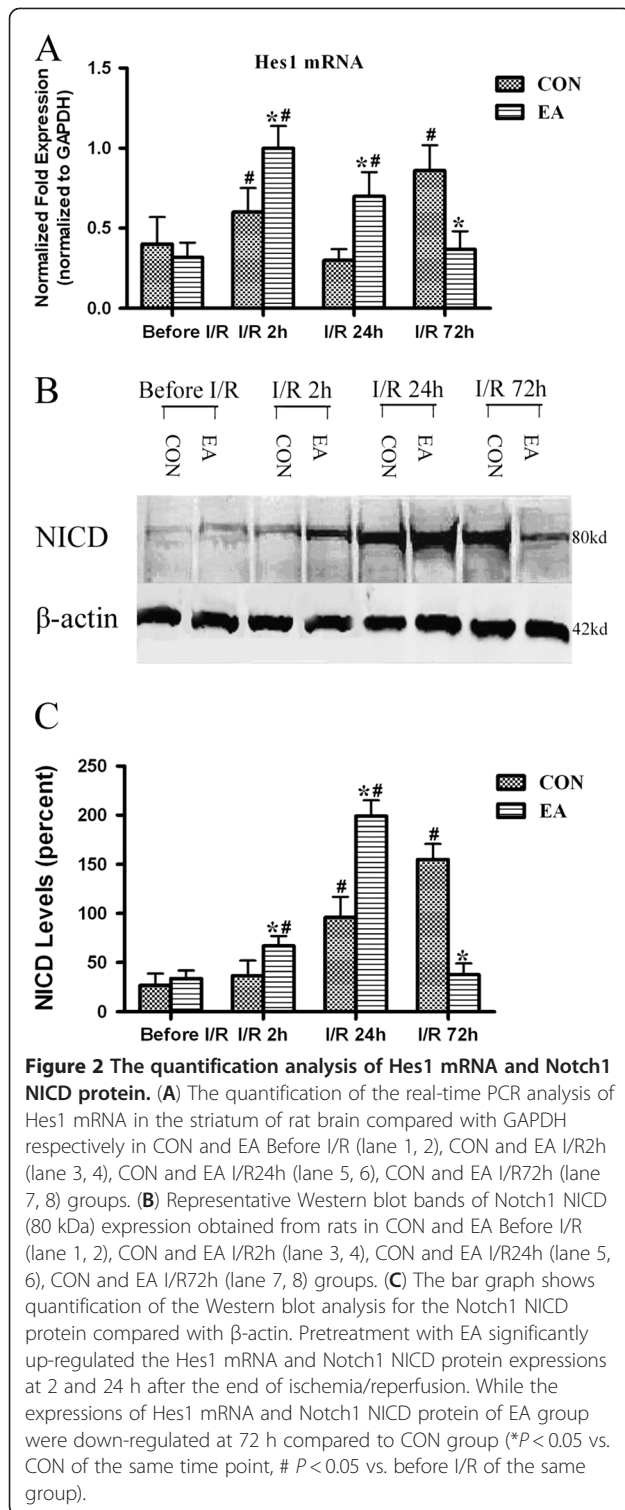 A
Hes1 mRNA
CON
EA
Normalized Fold Expression
(normalized to GAPDH)
1.5
1.0
0.5
0.0
#
*#
*#
#
*
Before I/R I/R 2h I/R 24h I/R 72h
B
Before I/R I/R 2h I/R 24h I/R 72h
CON EA CON EA CON EA CON EA
NICD 80kd
β-actin 42kd
C
CON
EA
NICD Levels (percent)
250
200
150
100
50
0
*#
#
*#
#
*
Before I/R I/R 2h I/R 24h I/R 72h
Figure 2 The quantification analysis of Hes1 mRNA and Notch1
NICD protein. (A) The quantification of the real-time PCR analysis of
Hes1 mRNA in the striatum of rat brain compared with GAPDH
respectively in CON and EA Before I/R (lane 1, 2), CON and EA I/R2h
(lane 3, 4), CON and EA I/R24h (lane 5, 6), CON and EA I/R72h (lane
7, 8) groups. (B) Representative Western blot bands of Notch1 NICD
(80 kDa) expression obtained from rats in CON and EA Before I/R
(lane 1, 2), CON and EA I/R2h (lane 3, 4), CON and EA I/R24h (lane 5,
6), CON and EA I/R72h (lane 7, 8) groups. (C) The bar graph shows
quantification of the Western blot analysis for the Notch1 NICD
protein compared with β-actin. Pretreatment with EA significantly
up-regulated the Hes1 mRNA and Notch1 NICD protein expressions
at 2 and 24 h after the end of ischemia/reperfusion. While the
expressions of Hes1 mRNA and Notch1 NICD protein of EA group
were down-regulated at 72 h compared to CON group (*P < 0.05 vs.
CON of the same time point, # P < 0.05 vs. before I/R of the same
group).